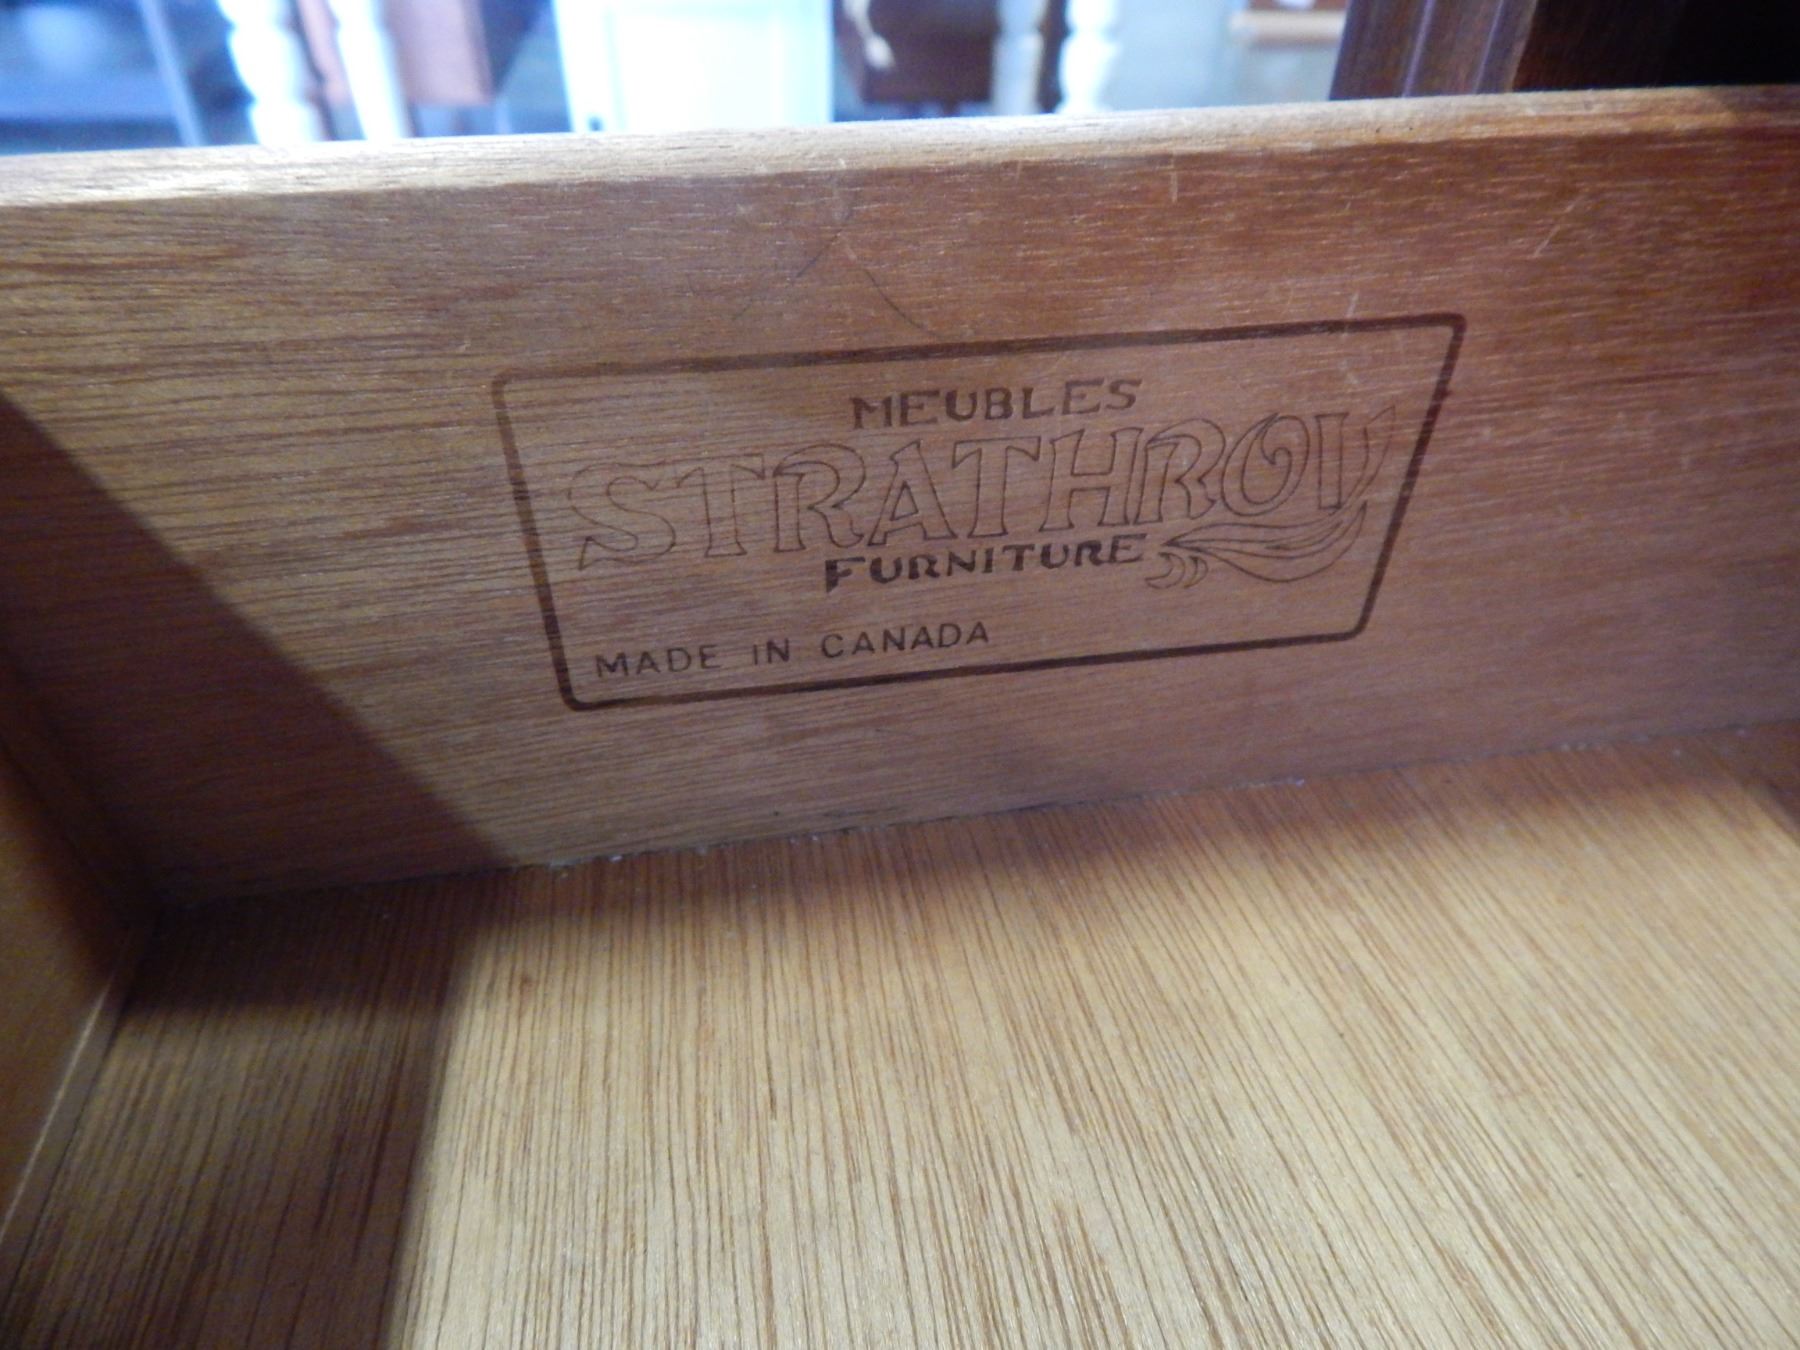 MEUBLES
STRATHROY
FURNITURE
MADE IN CANADA